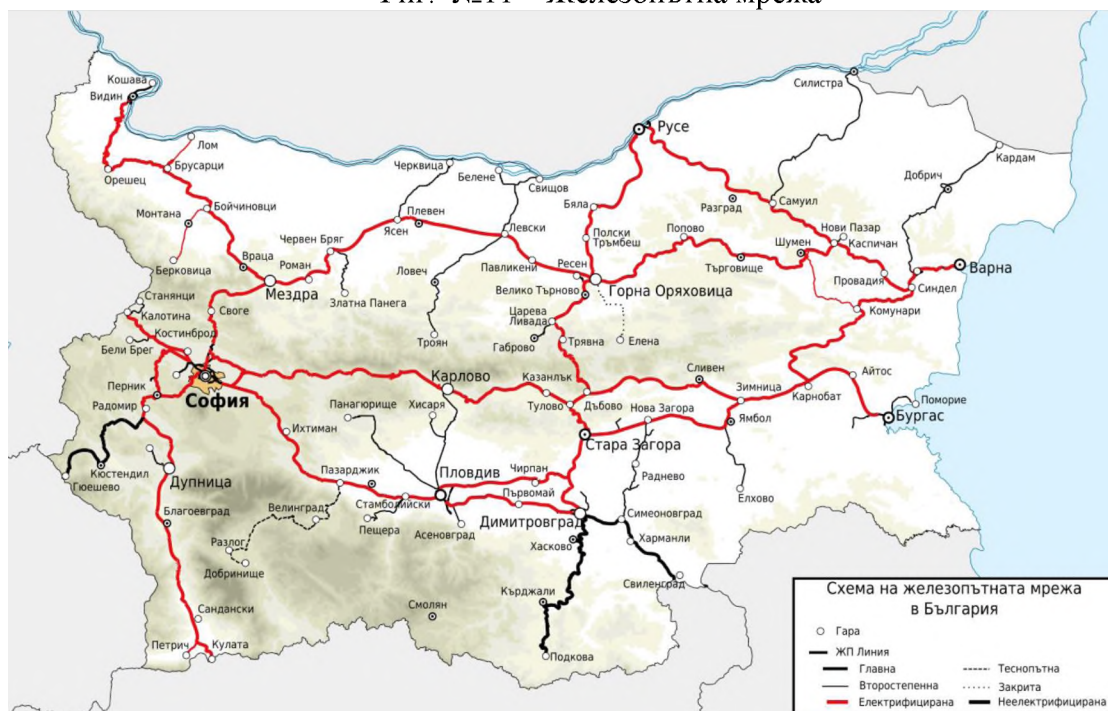 Железопътна мрежа
Кошава
Видин
Силистра
Лом
Русе
Брусарци
Орешец
Черквица
Белене
Свищов
Кардам
Добрич
Бойчиновци
Монтана
Плевен
Ясен
Бяла
Разград
Самуил
Червен Бряг
Левски
Полски
Тръмбеш
Попово
Нови Пазар
Каспичан
Шумен
Враца
Роман
Берковица
Мездра
Ловеч
Павликени
Ресен
Търговище
Провадия
Варна
Синдел
Велико Търново
Горна Оряховица
Златна Панега
Станянци
Калотина
Своге
Царева
Ливада
Комунари
Костинброд
Бели Брег
Троян
Габрово
Трявна
Елена
Перник
София
Карлово
Казанлък
Сливен
Зимница
Айтос
Радомир
Панагюрище
Хисаря
Тулово
Дъбово
Нова Загора
Карнобат
Поморие
Ямбол
Бургас
Ихтиман
Стара Загора
Кюстендил
Гюешево
Дупница
Пазарджик
Пловдив
Чирпан
Раднево
Първомай
Елхово
Велинград
Стамболийски
Благоевград
Пещера
Асеновград
Димитровград
Симеоновград
Разлог
Хасково
Харманли
Добринище
Свиленград
Сандански
Смолян
Кърджали
Петрич
Кулата
Подкова
Схема на железопътната мрежа
в България
Гара
ЖП Линия
Главна
Теснопътна
Второстепенна
Закрита
Електрифицирана
Неелектрифицирана